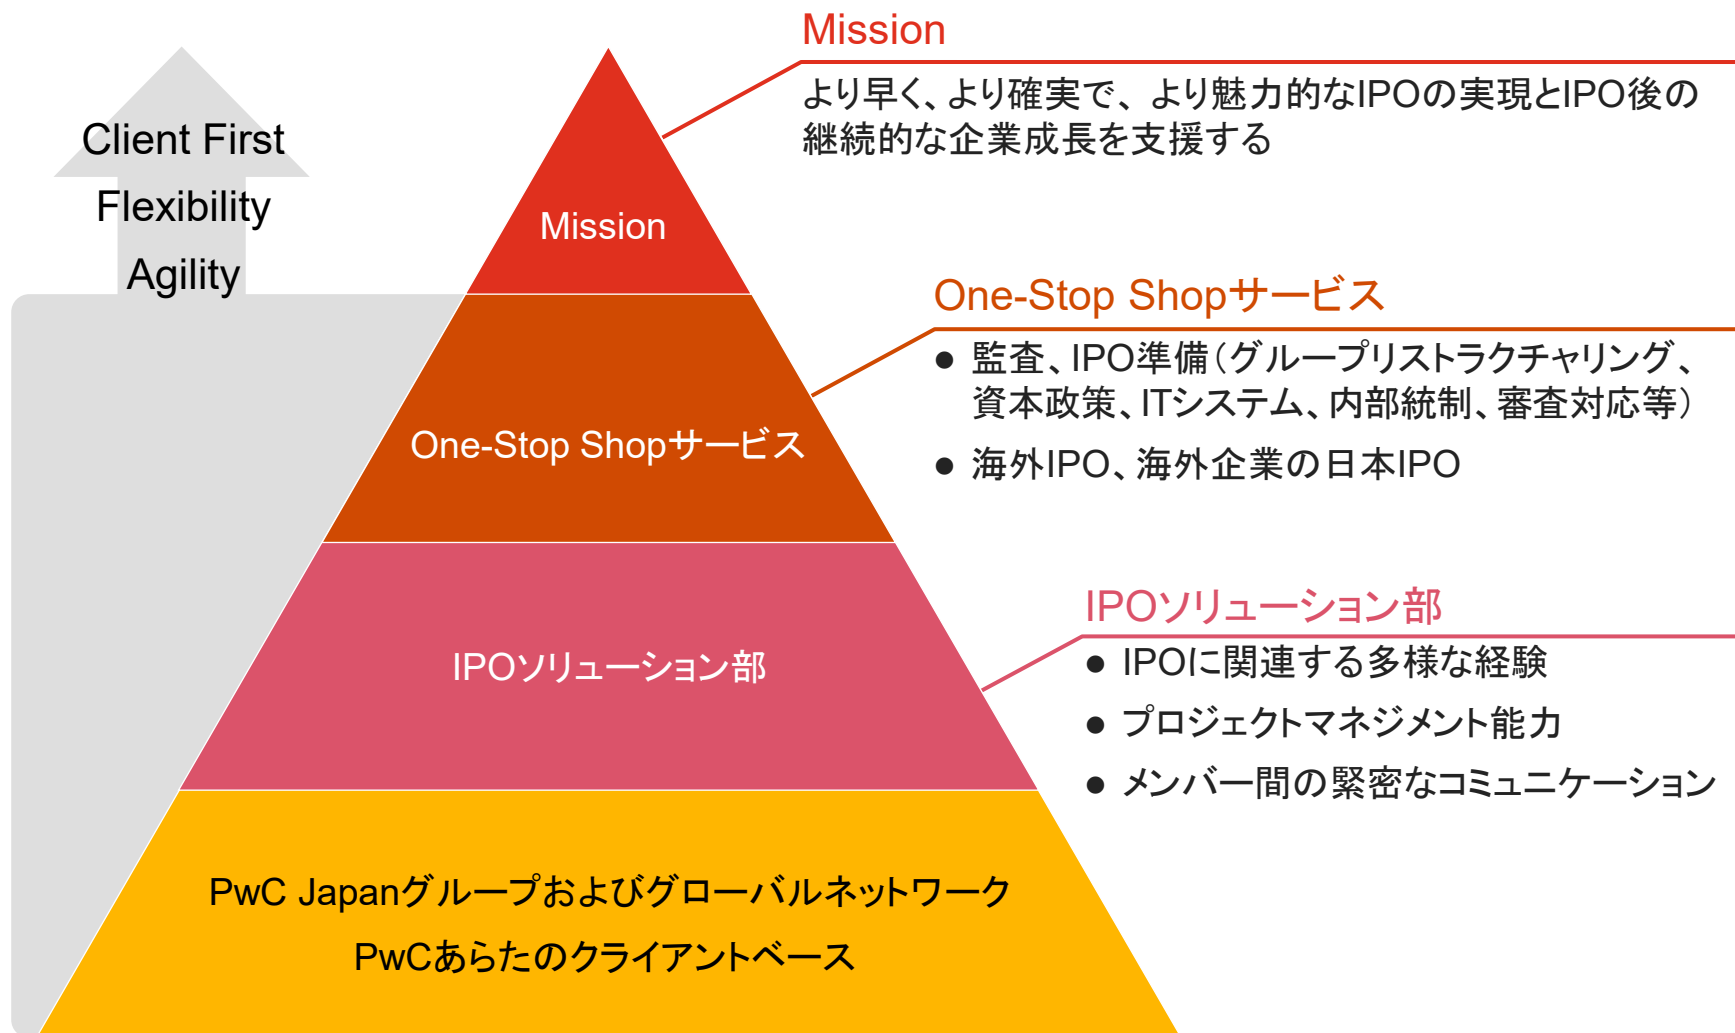 Mission
より早く、より確実で、より魅力的なIPOの実現とIPO後の
継続的な企業成長を支援する
Client First
Flexibility
Agility
Mission
One-Stop Shopサービス
● 監査、IPO準備（グループリストラクチャリング、
資本政策、ITシステム、内部統制、審査対応等）
● 海外IPO、海外企業の日本IPO
One-Stop Shopサービス
IPOソリューション部
● IPOに関連する多様な経験
● プロジェクトマネジメント能力
● メンバー間の緊密なコミュニケーション
IPOソリューション部
PwC Japanグループおよびグローバルネットワーク
PwCあらたのクライアントベース